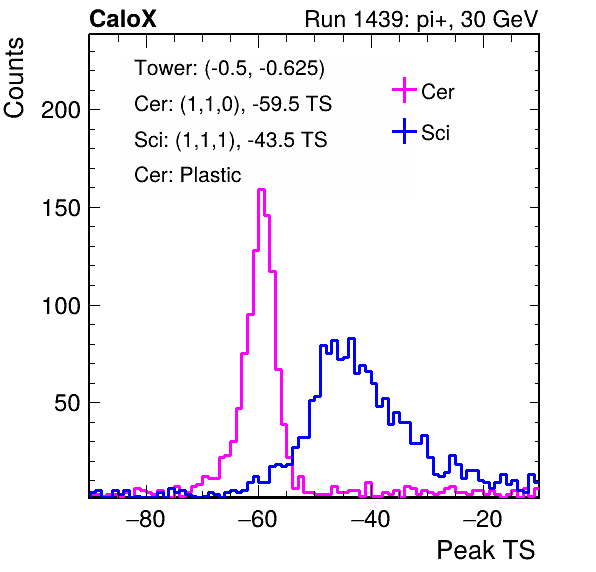 CaloX Run 1439: pi+, 30 GeV
Counts
Tower: (-0.5, -0.625)
Cer: (1,1,0), -59.5 TS
Sci: (1,1,1), -43.5 TS
Cer: Plastic
Cer
Sci
200
150
100
50
−80 −60 −40 −20
Peak TS